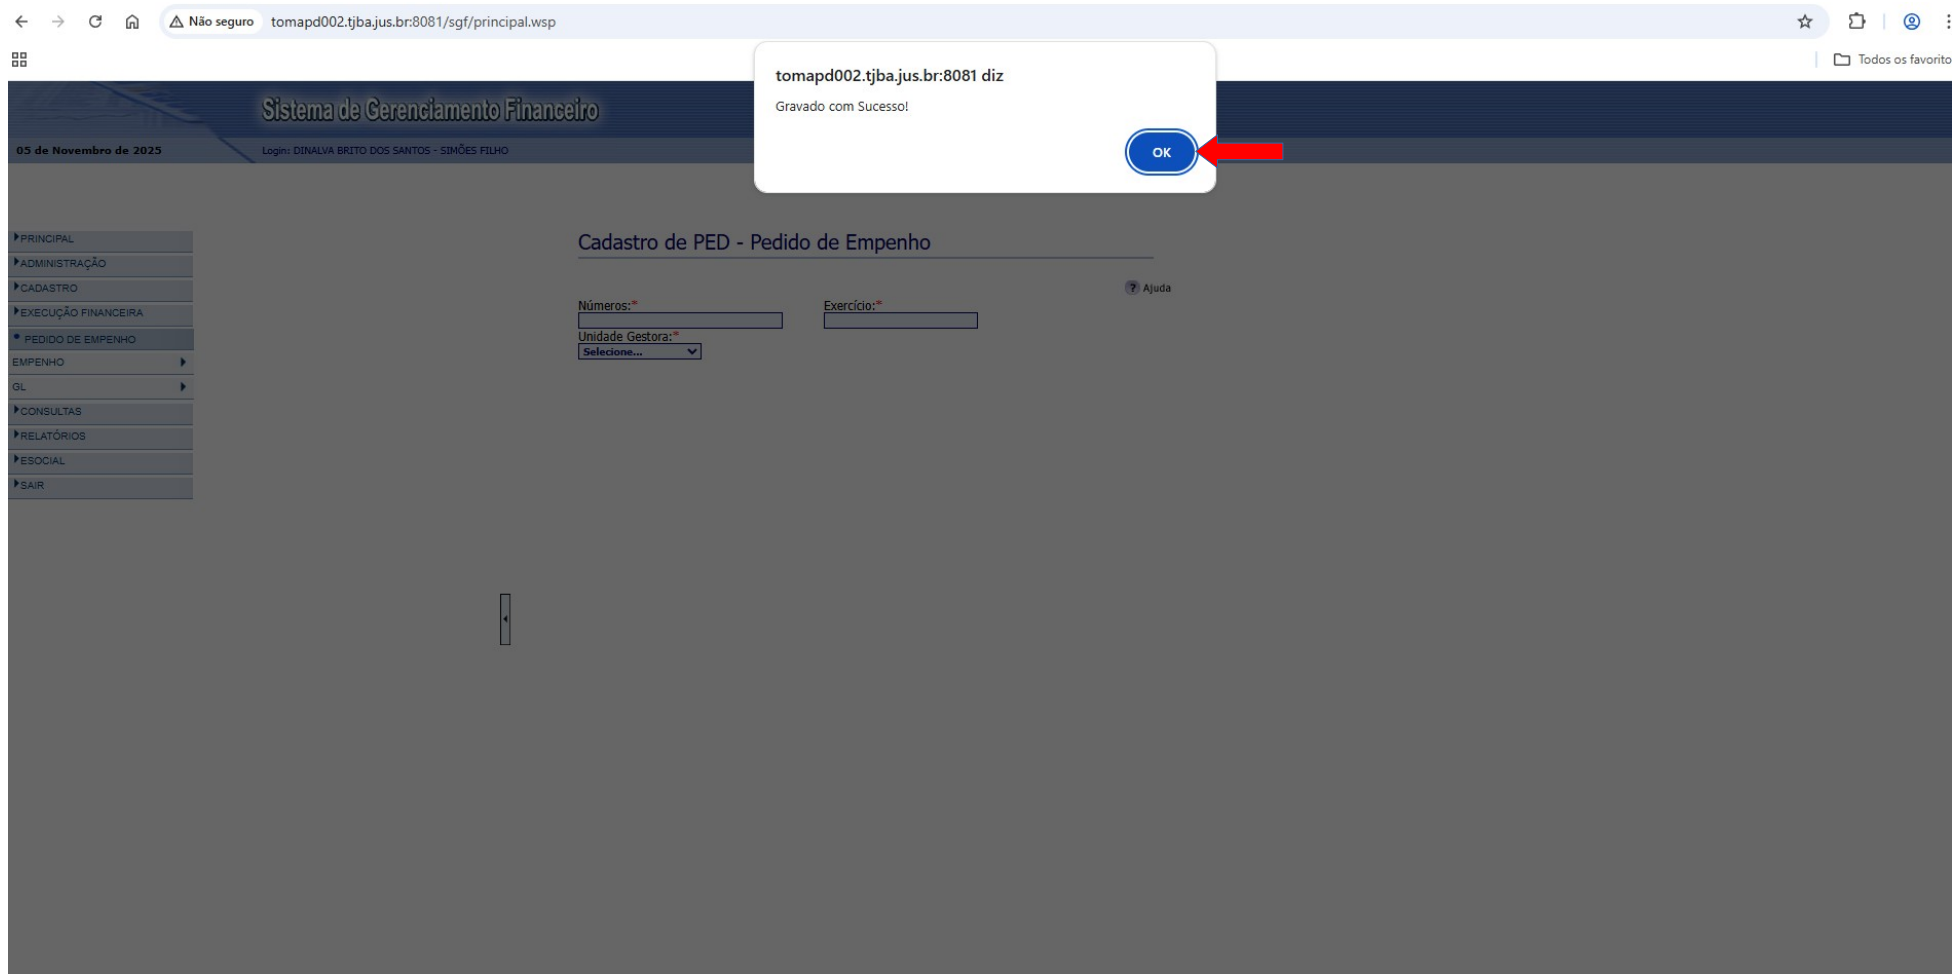 Não seguro tomapd002.tjba.jus.br:8081/sgf/principal.wsp
Todos os favorito
tomapd002.tjba.jus.br:8081 diz
Gravado com Sucesso!
OK
Sistema de Gerenciamento Financeiro
05 de Novembro de 2025
Login: DINALVA BRITO DOS SANTOS - SIMÕES FILHO
PRINCIPAL
ADMINISTRAÇÃO
CADASTRO
EXECUÇÃO FINANCEIRA
PEDIDO DE EMPENHO
EMPENHO
GL
CONSULTAS
RELATÓRIOS
ESOCIAL
SAIR
Cadastro de PED - Pedido de Empenho
? Ajuda
Números:* Exercício:*
Unidade Gestora:*
Selecione...